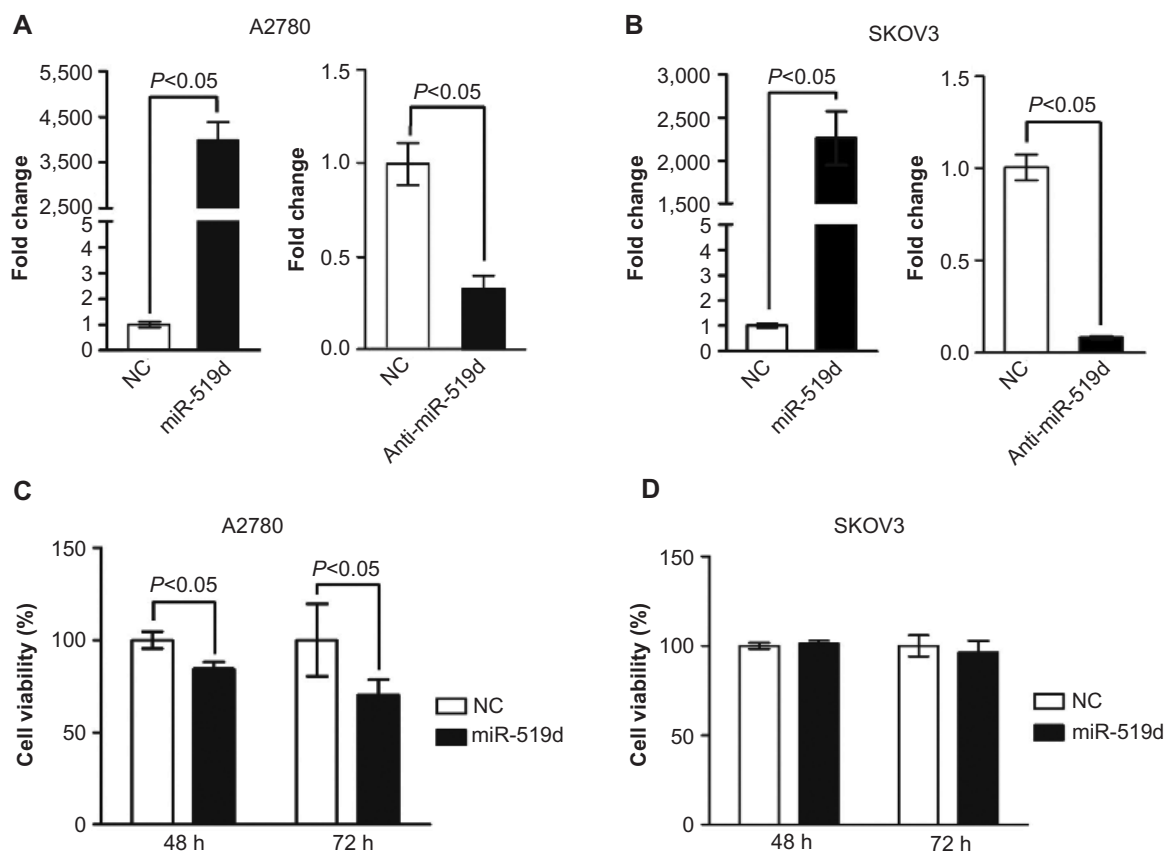 A
A2780
5,500
4,500
3,500
2,500
5
4
3
2
1
0
Fold change
P<0.05
NC
miR-519d
1.5
1.0
0.5
0.0
Fold change
P<0.05
NC
Anti-miR-519d
B
SKOV3
3,000
2,500
2,000
1,500
5
4
3
2
1
0
Fold change
P<0.05
NC
miR-519d
1.5
1.0
0.5
0.0
Fold change
P<0.05
NC
Anti-miR-519d
C
A2780
150
100
50
0
Cell viability (%)
P<0.05
P<0.05
48 h
72 h
NC
miR-519d
D
SKOV3
150
100
50
0
Cell viability (%)
48 h
72 h
NC
miR-519d